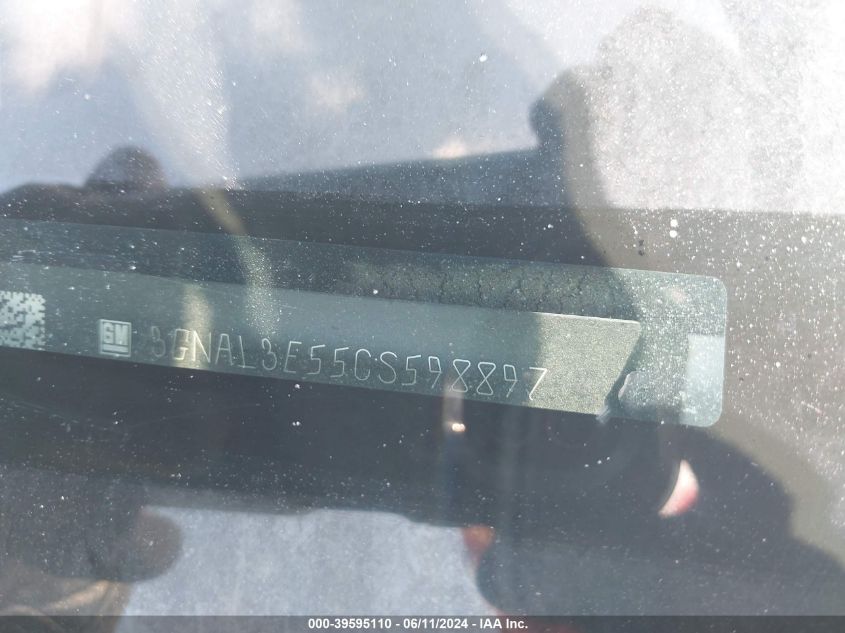 GM 3GNAL3E55CS598897
000-39595110 - 06/11/2024 - IAA Inc.